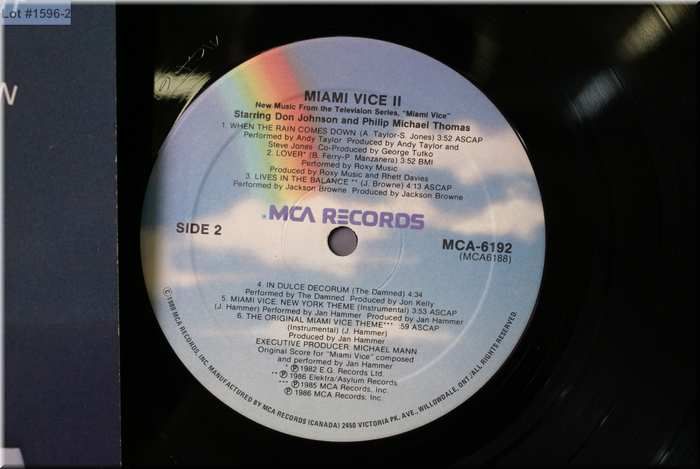 Lot #1596-2
W
MIAMI VICE II
New Music From the Television Series, "Miami Vice"
Starring Don Johnson and Philip Michael Thomas
1. WHEN THE RAIN COMES DOWN (A. Taylor-S. Jones) 3:52 ASCAP
Performed by Andy Taylor Produced by Andy Taylor and
Steve Jones Co-Produced by George Tutko
2. LOVER* (B. Ferry-P. Manzanera) 3:52 BMI
Performed by Roxy Music
Produced by Roxy Music and Rhett Davies
3. LIVES IN THE BALANCE ** (J. Browne) 4:13 ASCAP
Performed by Jackson Browne Produced by Jackson Browne
MCA RECORDS
SIDE 2
MCA-6192
(MCA6188)
4. IN DULCE DECORUM (The Damned) 4:34
Performed by The Damned Produced by Jon Kelly
5. MIAMI VICE: NEW YORK THEME (Instrumental) 3:53 ASCAP
(J. Hammer) Performed by Jan Hammer Produced by Jan Hammer
6. THE ORIGINAL MIAMI VICE THEME*** :59 ASCAP
(Instrumental) (J. Hammer)
Produced by Jan Hammer
EXECUTIVE PRODUCER: MICHAEL MANN
Original Score for "Miami Vice" composed
and performed by Jan Hammer
* ℗ 1982 E.G. Records Ltd.
** ℗ 1986 Elektra/Asylum Records
*** ℗ 1985 MCA Records, Inc.
℗ 1986 MCA Records, Inc.
© 1986 MCA RECORDS, INC. MANUFACTURED BY MCA RECORDS (CANADA) 2450 VICTORIA PK. AVE., WILLOWDALE, ONT./ALL RIGHTS RESERVED.